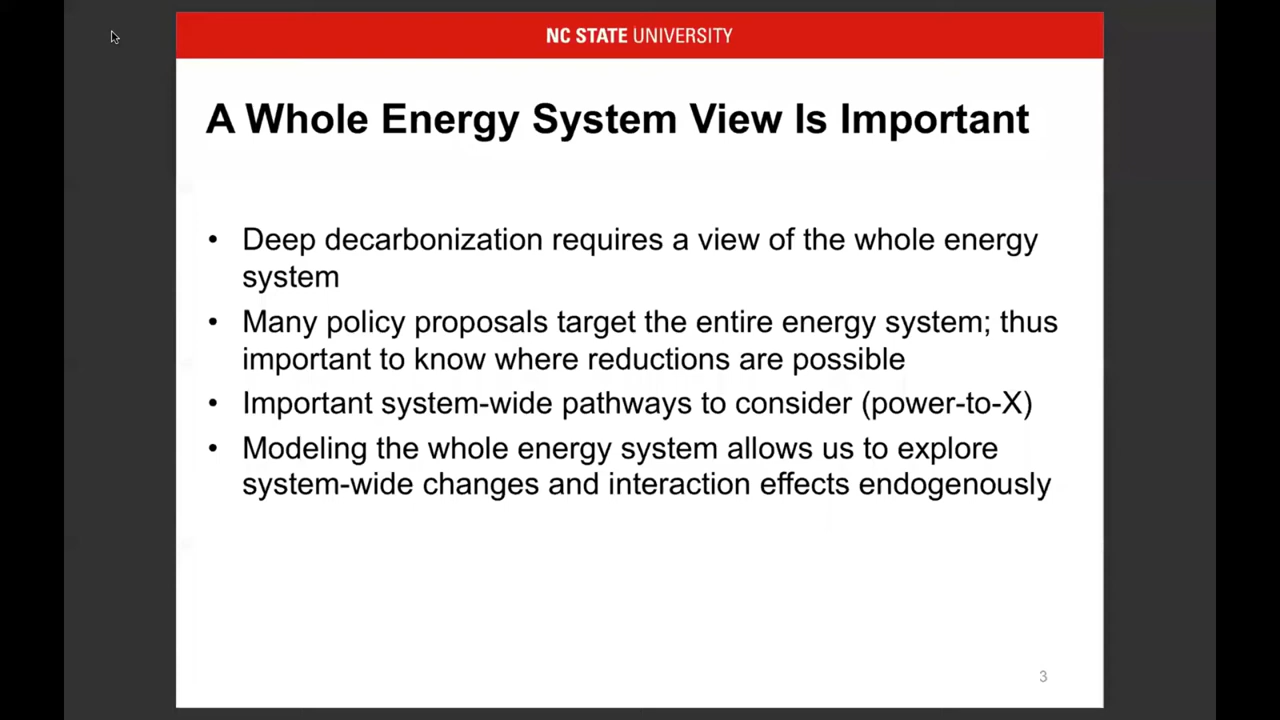 NC STATE UNIVERSITY
A Whole Energy System View Is Important
• Deep decarbonization requires a view of the whole energy
system
• Many policy proposals target the entire energy system; thus
important to know where reductions are possible
• Important system-wide pathways to consider (power-to-X)
• Modeling the whole energy system allows us to explore
system-wide changes and interaction effects endogenously
3